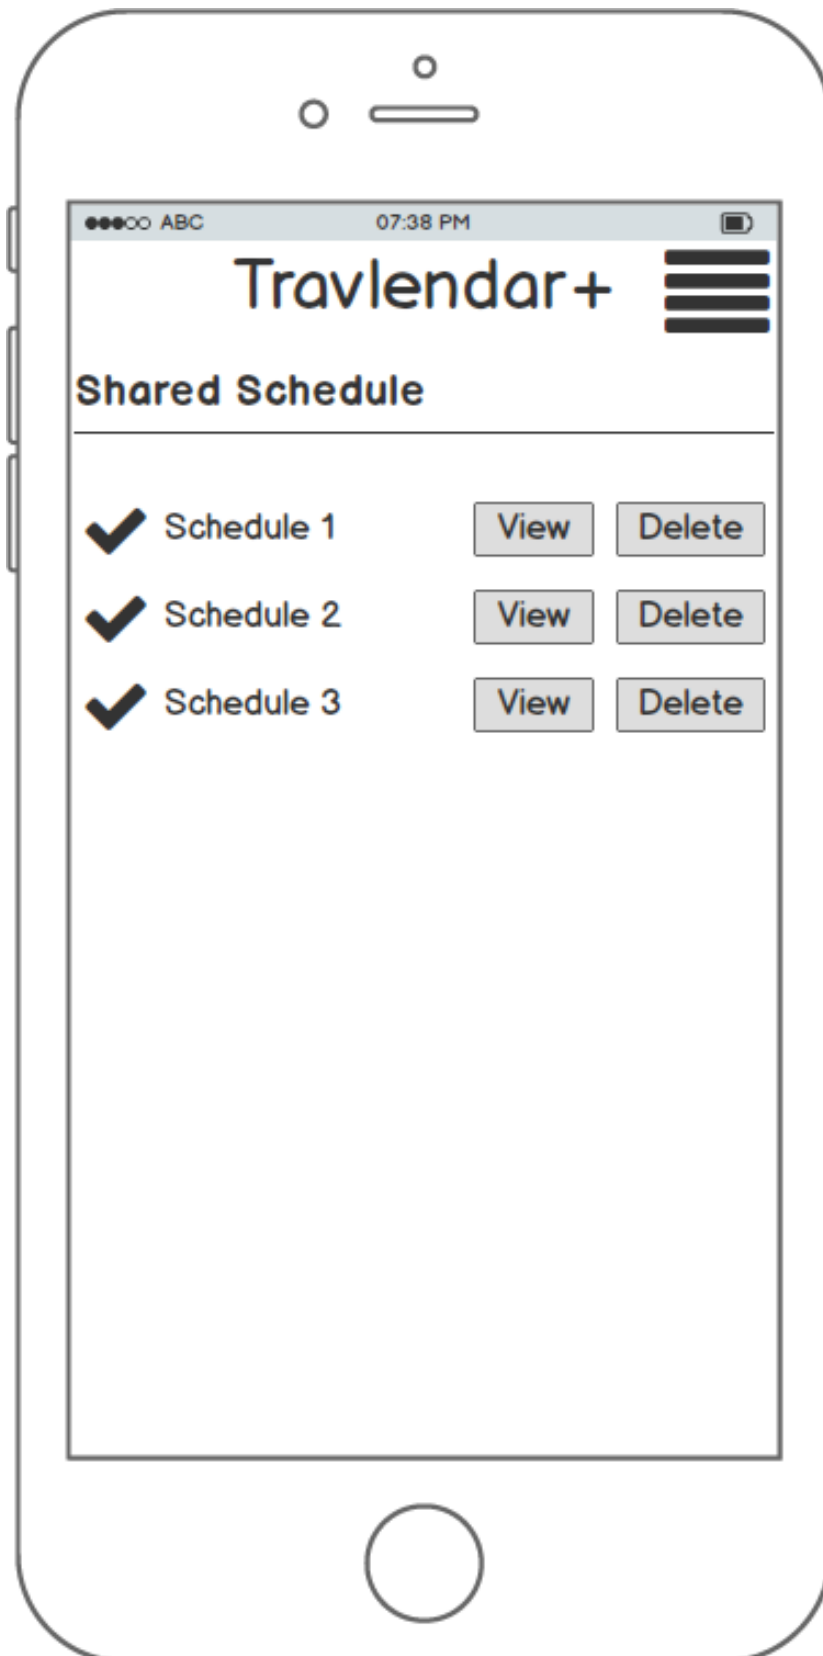 ABC 07:38 PM
Travlendar+
Shared Schedule
Schedule 1 View Delete
Schedule 2 View Delete
Schedule 3 View Delete